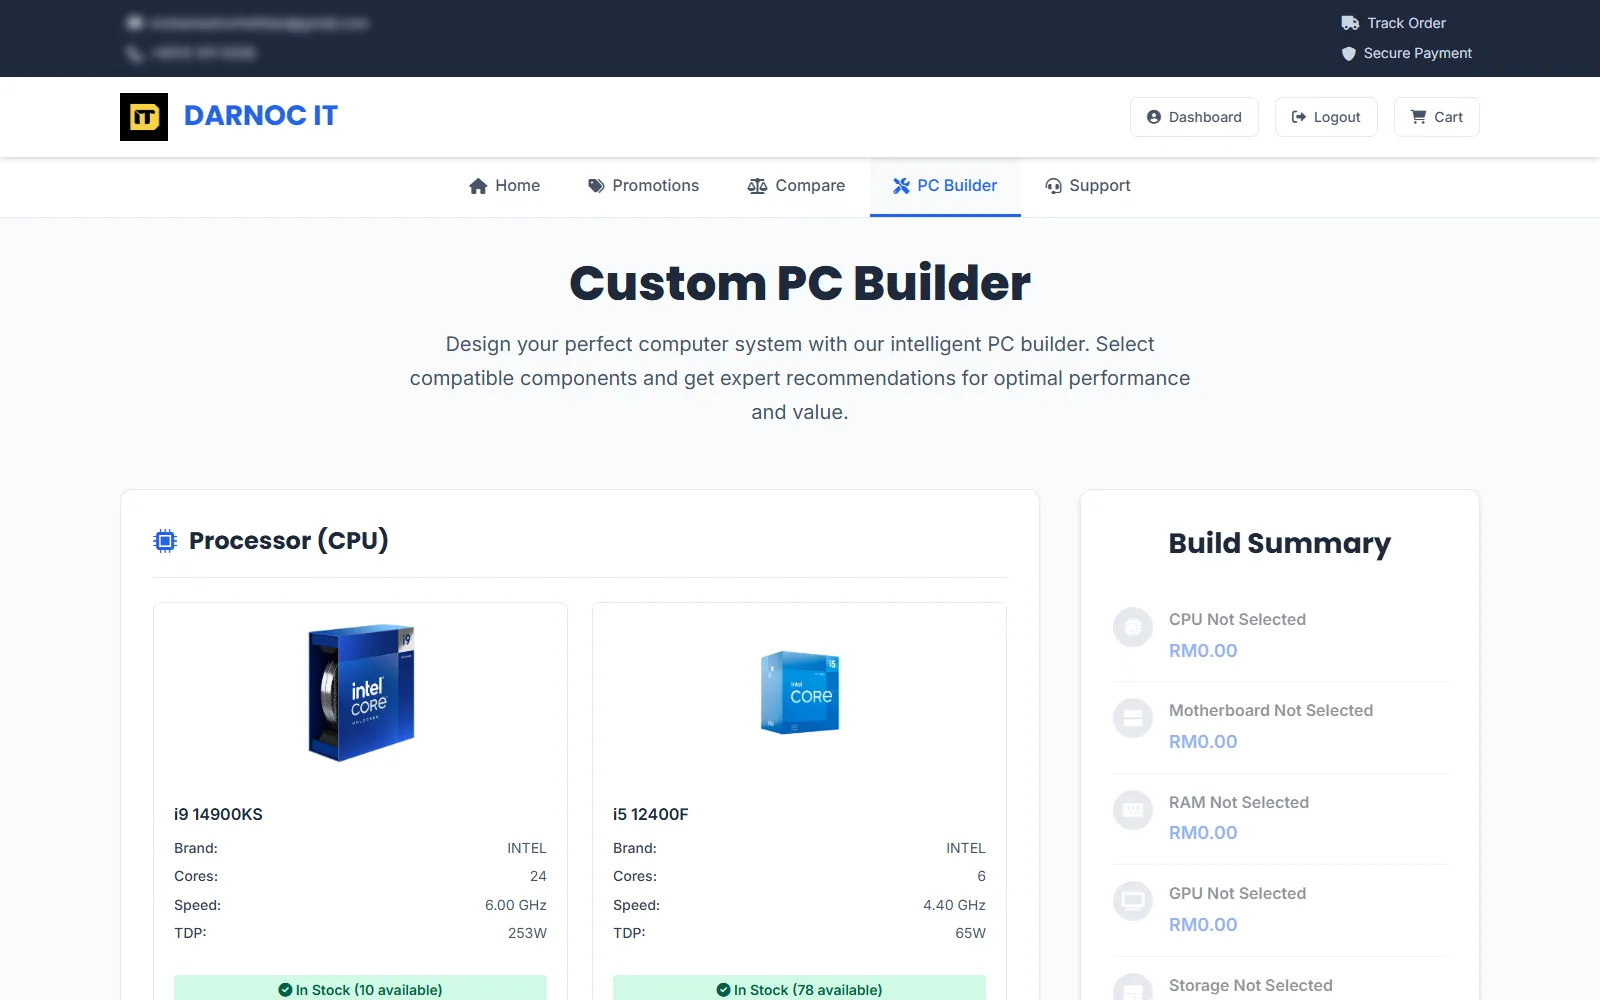 Track Order
Secure Payment
IT
DARNOC IT
Dashboard
Logout
Cart
Home
Promotions
Compare
PC Builder
Support
Custom PC Builder
Design your perfect computer system with our intelligent PC builder. Select
compatible components and get expert recommendations for optimal performance
and value.
Processor (CPU)
i9
intel
CORE
UNLOCKED
i9 14900KS
Brand: INTEL
Cores: 24
Speed: 6.00 GHz
TDP: 253W
In Stock (10 available)
i5
intel
CORE
i5 12400F
Brand: INTEL
Cores: 6
Speed: 4.40 GHz
TDP: 65W
In Stock (78 available)
Build Summary
CPU Not Selected
RM0.00
Motherboard Not Selected
RM0.00
RAM Not Selected
RM0.00
GPU Not Selected
RM0.00
Storage Not Selected